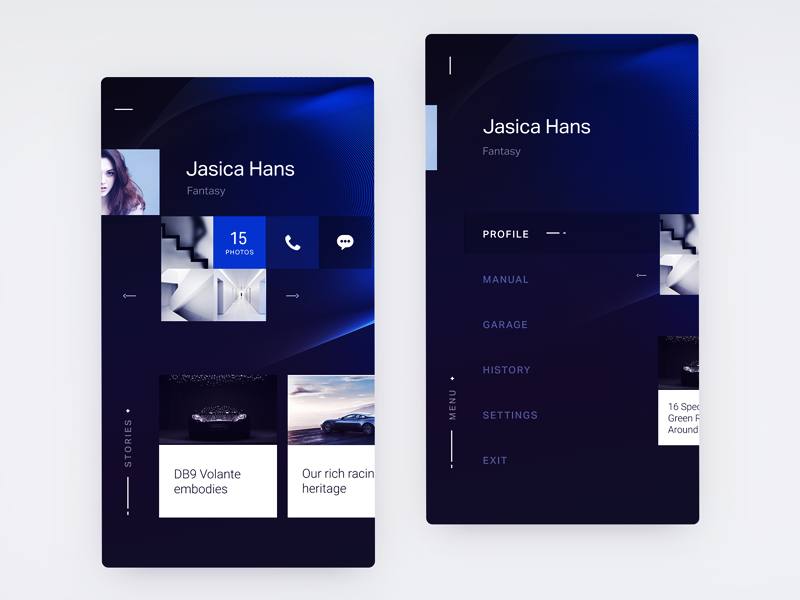 Jasica Hans
Fantasy
15
PHOTOS
STORIES
DB9 Volante
embodies
Our rich racin
heritage
Jasica Hans
Fantasy
PROFILE
MANUAL
GARAGE
HISTORY
SETTINGS
EXIT
MENU
16 Spec
Green R
Around